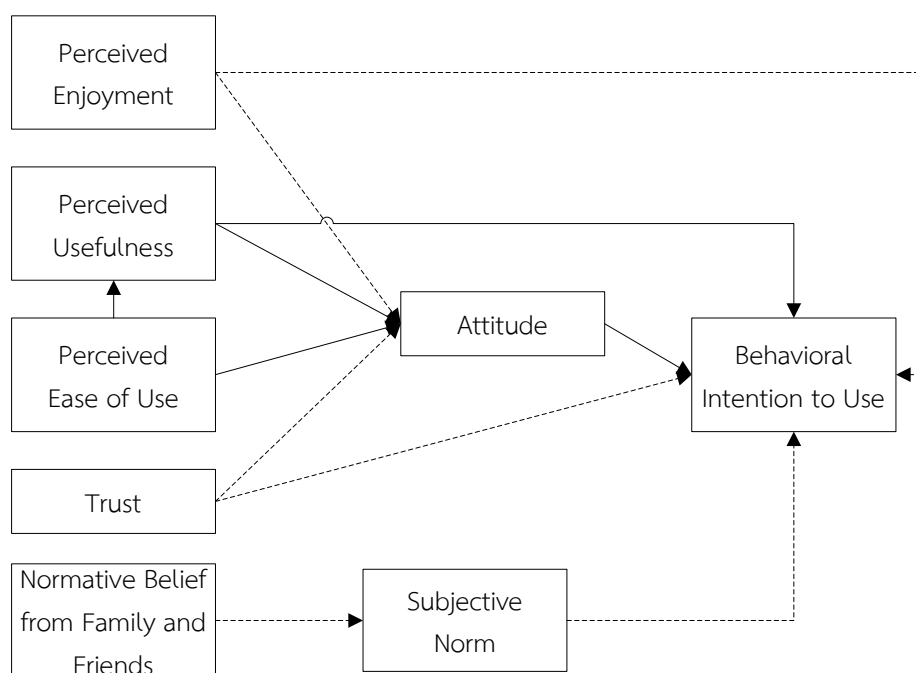 Perceived
Enjoyment
Perceived
Usefulness
Perceived
Ease of Use
Attitude
Behavioral
Intention to Use
Trust
Normative Belief
from Family and
Friends
Subjective
Norm